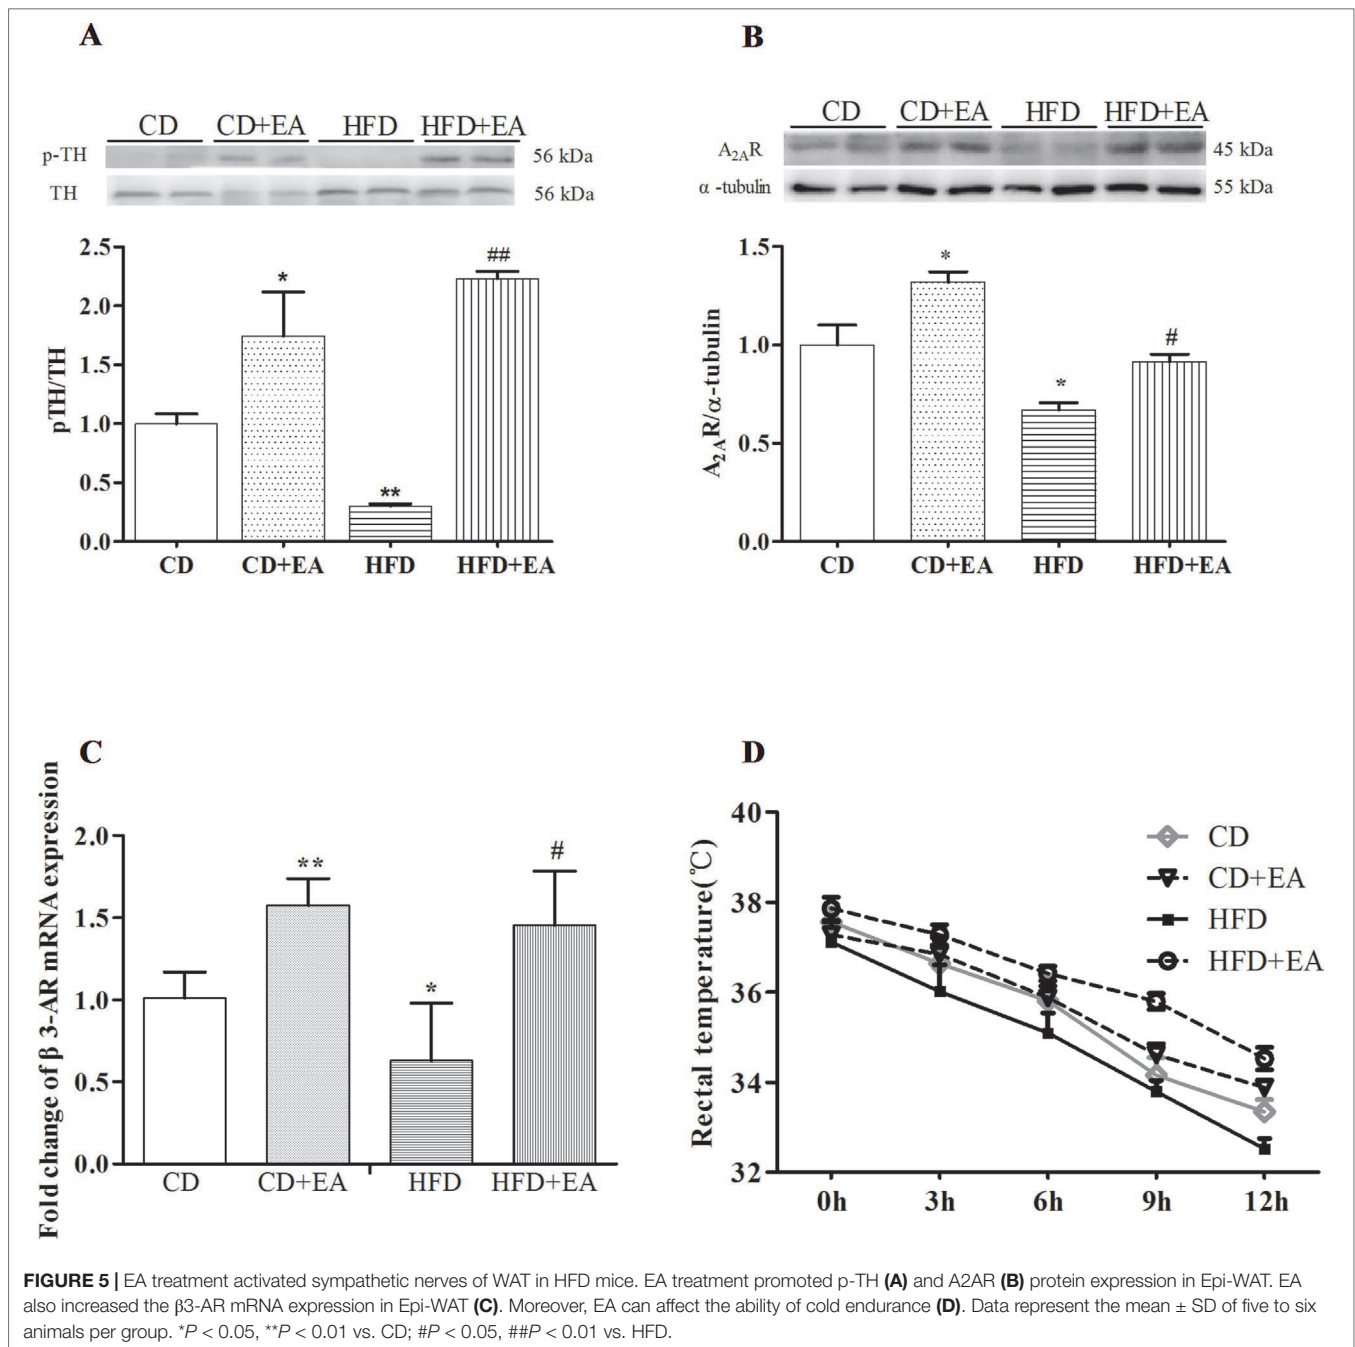 A
CD CD+EA HFD HFD+EA
p-TH 56 kDa
TH 56 kDa
pTH/TH
2.5
2.0
1.5
1.0
0.5
0.0
* ** ##
CD CD+EA HFD HFD+EA
B
CD CD+EA HFD HFD+EA
A2AR 45 kDa
α -tubulin 55 kDa
A2AR/α-tubulin
1.5
1.0
0.5
0.0
* * #
CD CD+EA HFD HFD+EA
C
Fold change of β 3-AR mRNA expression
2.0
1.5
1.0
0.5
0.0
** * #
CD CD+EA HFD HFD+EA
D
Rectal temperature(℃)
40
38
36
34
32
CD
CD+EA
HFD
HFD+EA
0h 3h 6h 9h 12h
FIGURE 5 | EA treatment activated sympathetic nerves of WAT in HFD mice. EA treatment promoted p-TH (A) and A2AR (B) protein expression in Epi-WAT. EA
also increased the β3-AR mRNA expression in Epi-WAT (C). Moreover, EA can affect the ability of cold endurance (D). Data represent the mean ± SD of five to six
animals per group. *P < 0.05, **P < 0.01 vs. CD; #P < 0.05, ##P < 0.01 vs. HFD.